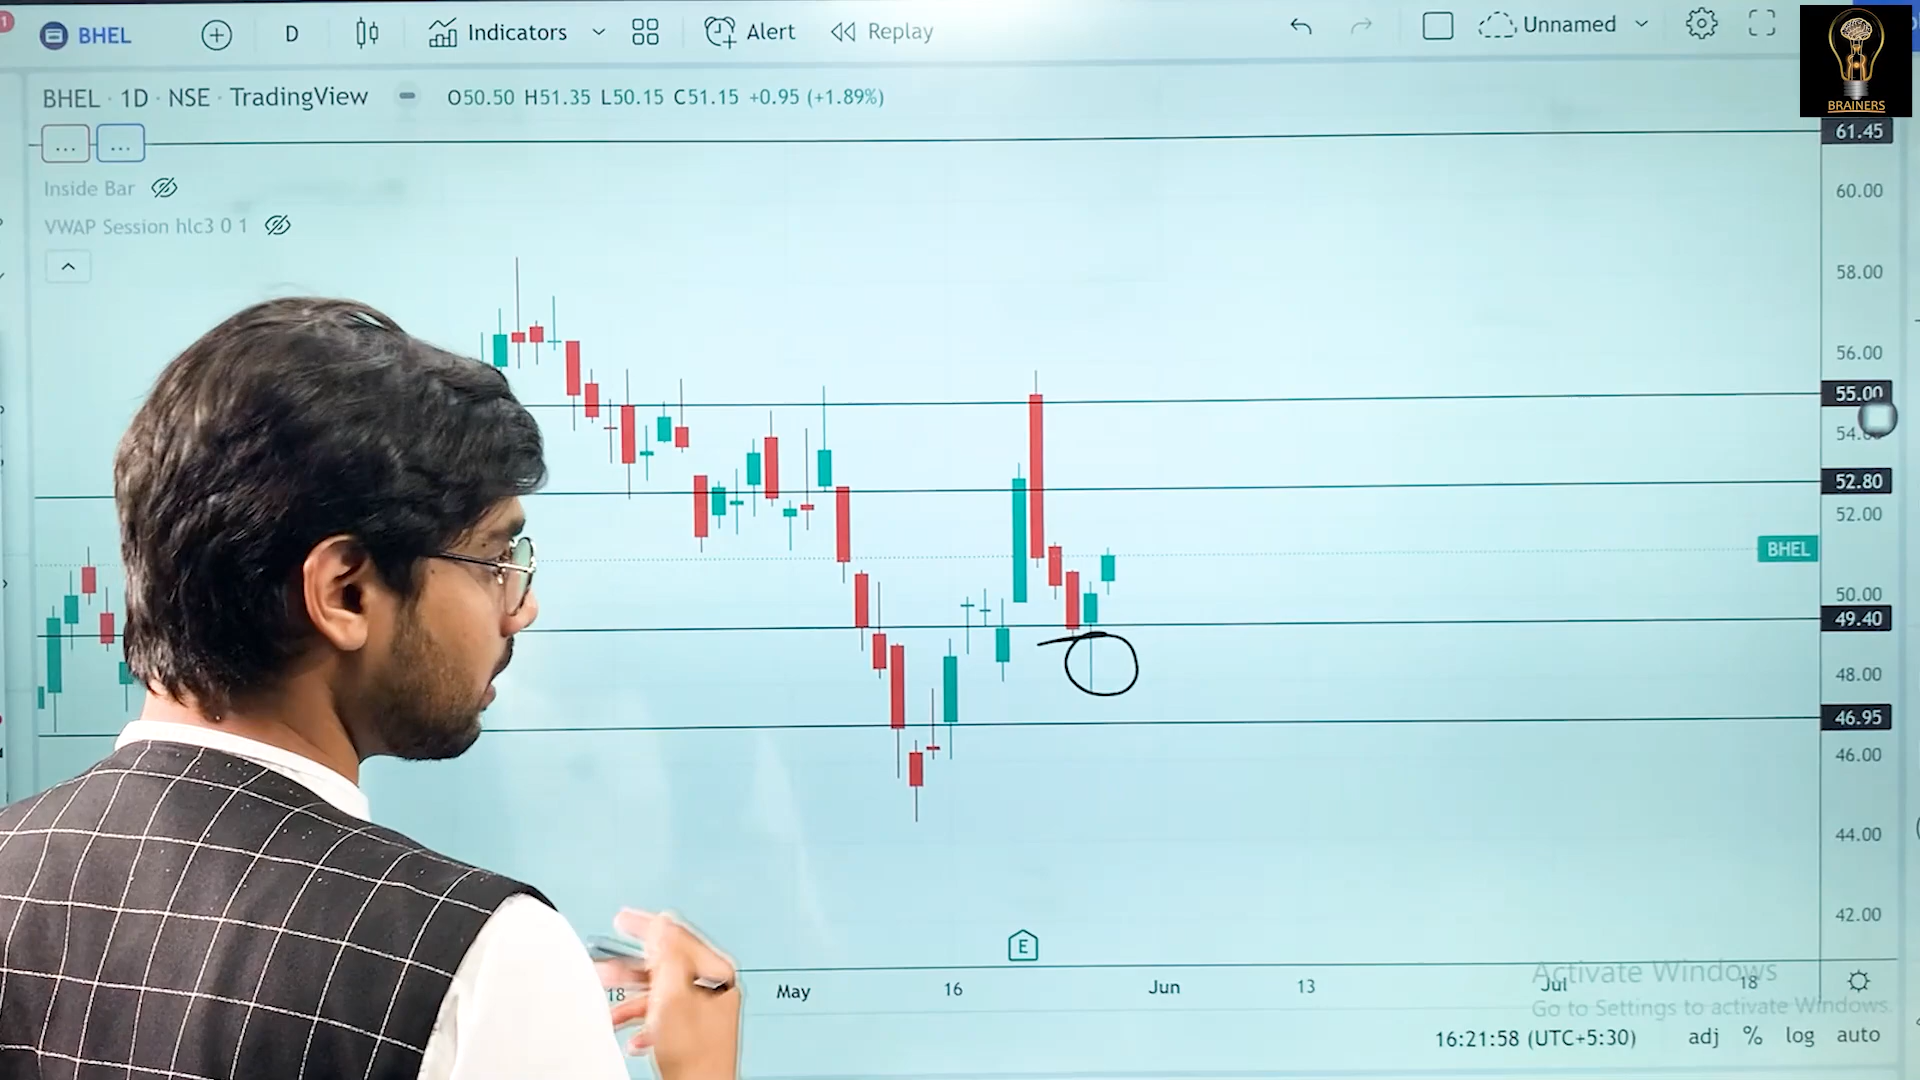 BHEL D Indicators Alert Replay Unnamed
BRAINERS
BHEL · 1D · NSE · TradingView O50.50 H51.35 L50.15 C51.15 +0.95 (+1.89%)
... ...
Inside Bar
VWAP Session hlc3 0 1
61.45
60.00
58.00
56.00
55.00
52.80
52.00
BHEL
50.00
49.40
48.00
46.95
46.00
44.00
42.00
E
18 May 16 Jun 13 Jul 18
Activate Windows
Go to Settings to activate Windows.
16:21:58 (UTC+5:30) adj % log auto